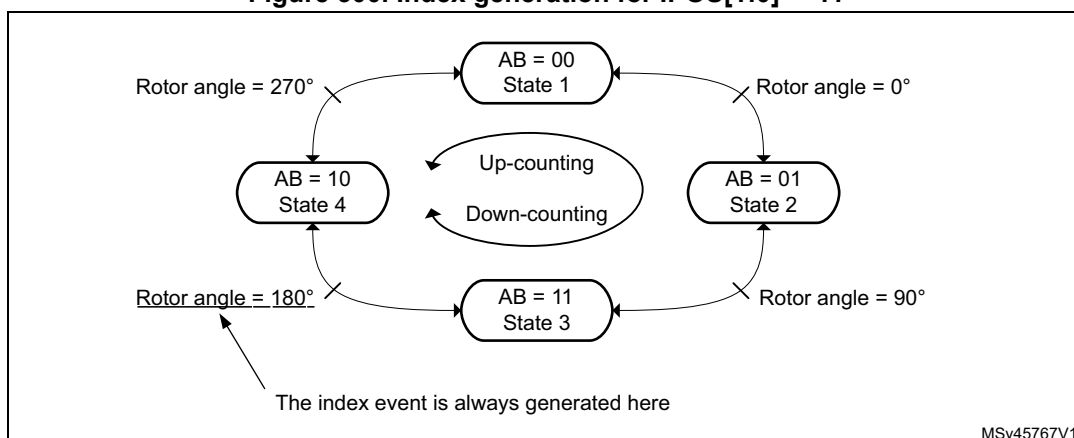 AB = 00
State 1
Rotor angle = 270°
Rotor angle = 0°
Up-counting
AB = 10
State 4
AB = 01
State 2
Down-counting
Rotor angle = 180°
AB = 11
State 3
Rotor angle = 90°
The index event is always generated here
MSv45767V1